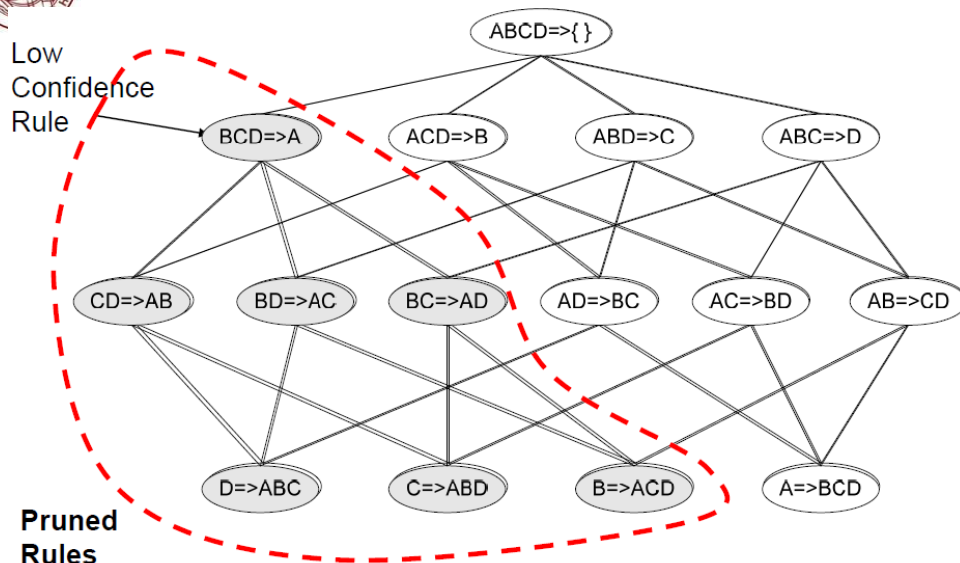 ABCD=>{ }
Low
Confidence
Rule
BCD=>A
ACD=>B
ABD=>C
ABC=>D
CD=>AB
BD=>AC
BC=>AD
AD=>BC
AC=>BD
AB=>CD
D=>ABC
C=>ABD
B=>ACD
A=>BCD
Pruned
Rules